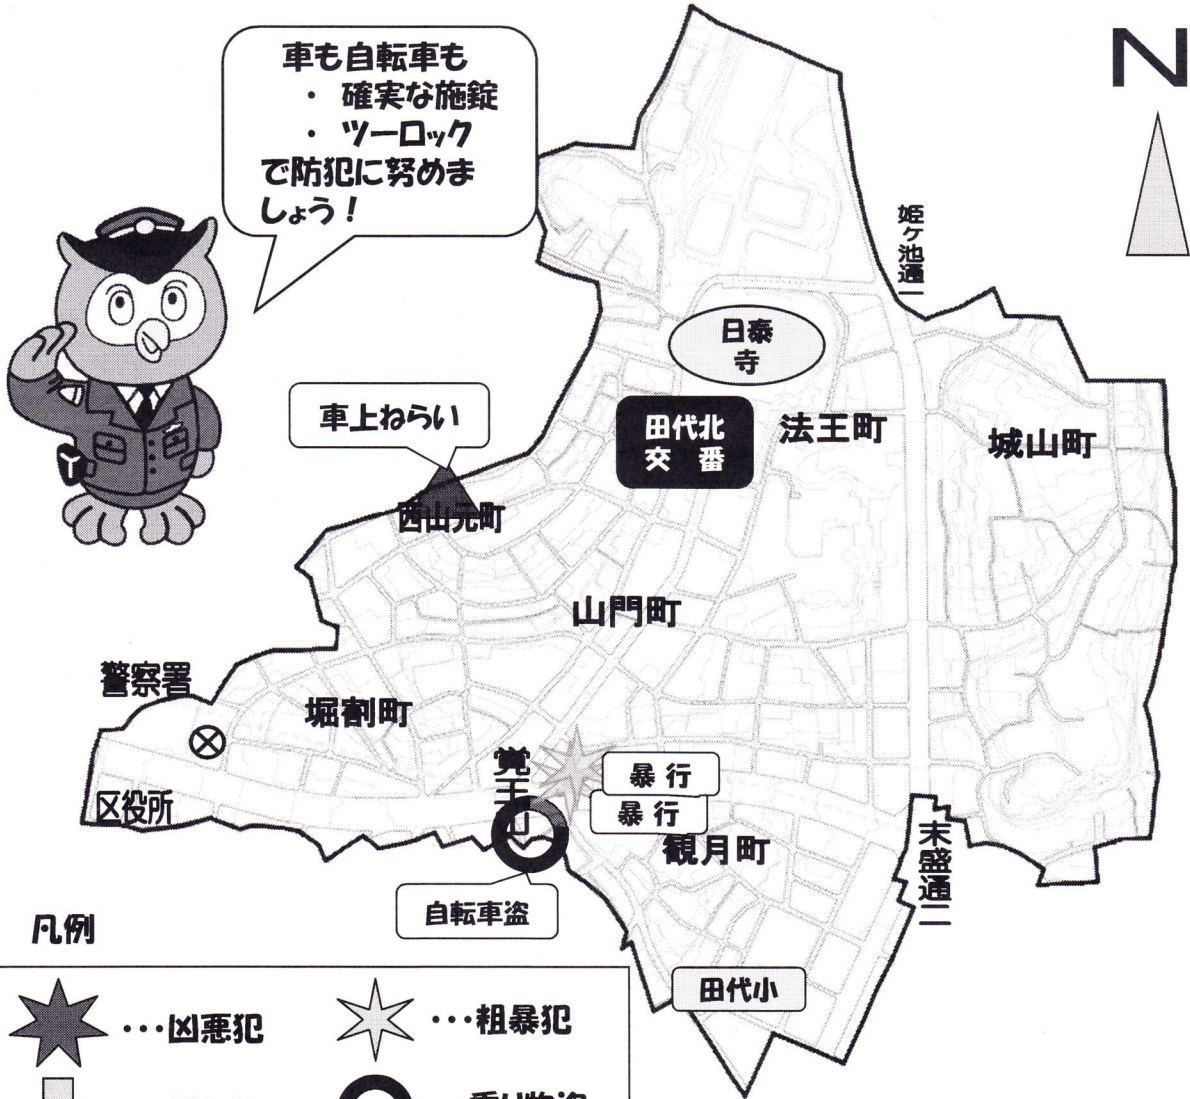 車も自転車も
・ 確実な施錠
・ ツーロック
で防犯に努めま
しょう！
N
姫ケ池通一
日泰
寺
車上ねらい
田代北
交 番
法王町
城山町
西山元町
山門町
警察署
堀割町
覚王山
暴 行
暴 行
区役所
観月町
末盛通二
自転車盗
田代小
凡例
･･･凶悪犯
･･･粗暴犯